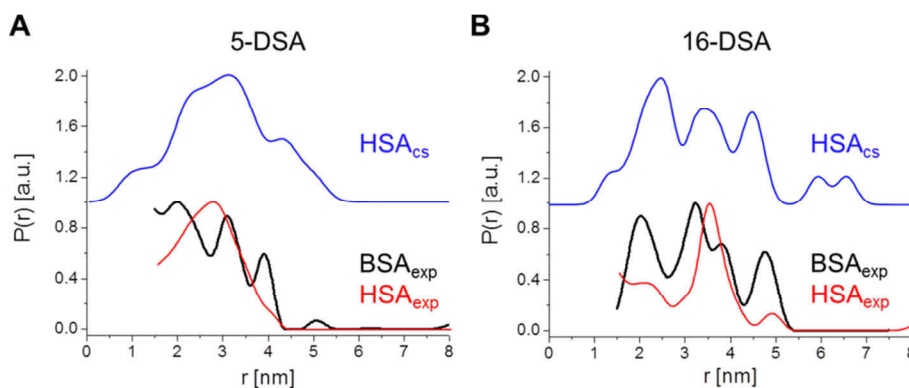 A
5-DSA
P(r) [a.u.]
2.0
1.6
1.2
0.8
0.4
0.0
HSAcs
BSAexp
HSAexp
0 1 2 3 4 5 6 7 8
r [nm]
B
16-DSA
P(r) [a.u.]
2.0
1.6
1.2
0.8
0.4
0.0
HSAcs
BSAexp
HSAexp
0 1 2 3 4 5 6 7 8
r [nm]